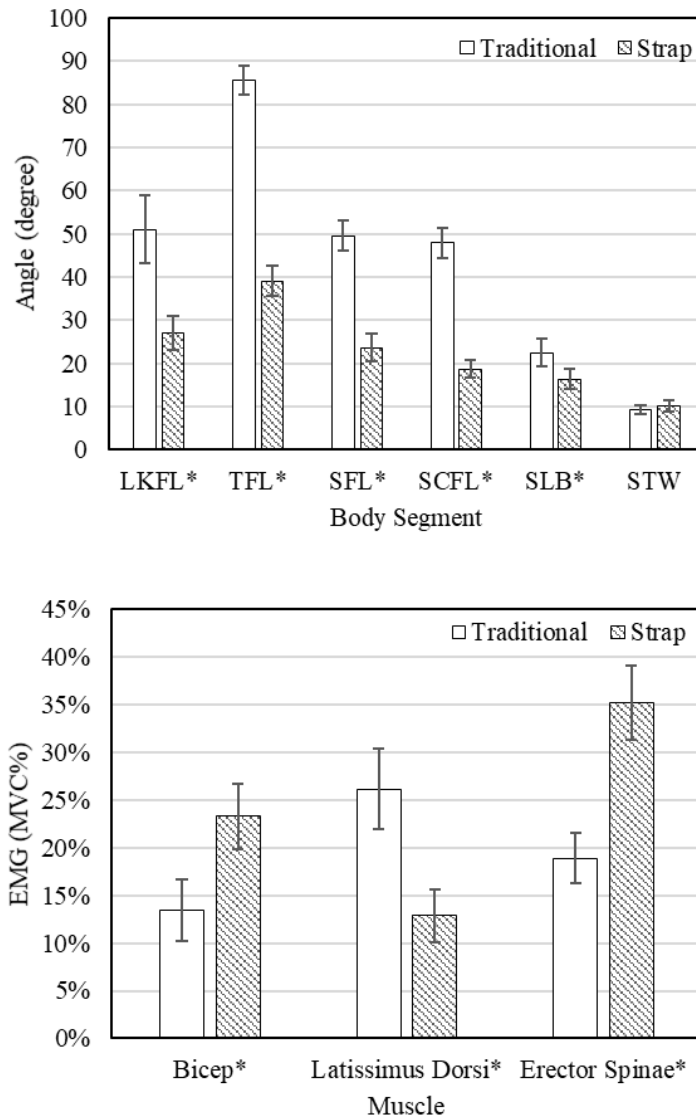 100
90
80
70
60
50
40
30
20
10
0
Angle (degree)
Traditional Strap
LKFL* TFL* SFL* SCFL* SLB* STW
Body Segment
45%
40%
35%
30%
25%
20%
15%
10%
5%
0%
EMG (MVC%)
Traditional Strap
Bicep* Latissimus Dorsi* Erector Spinae*
Muscle